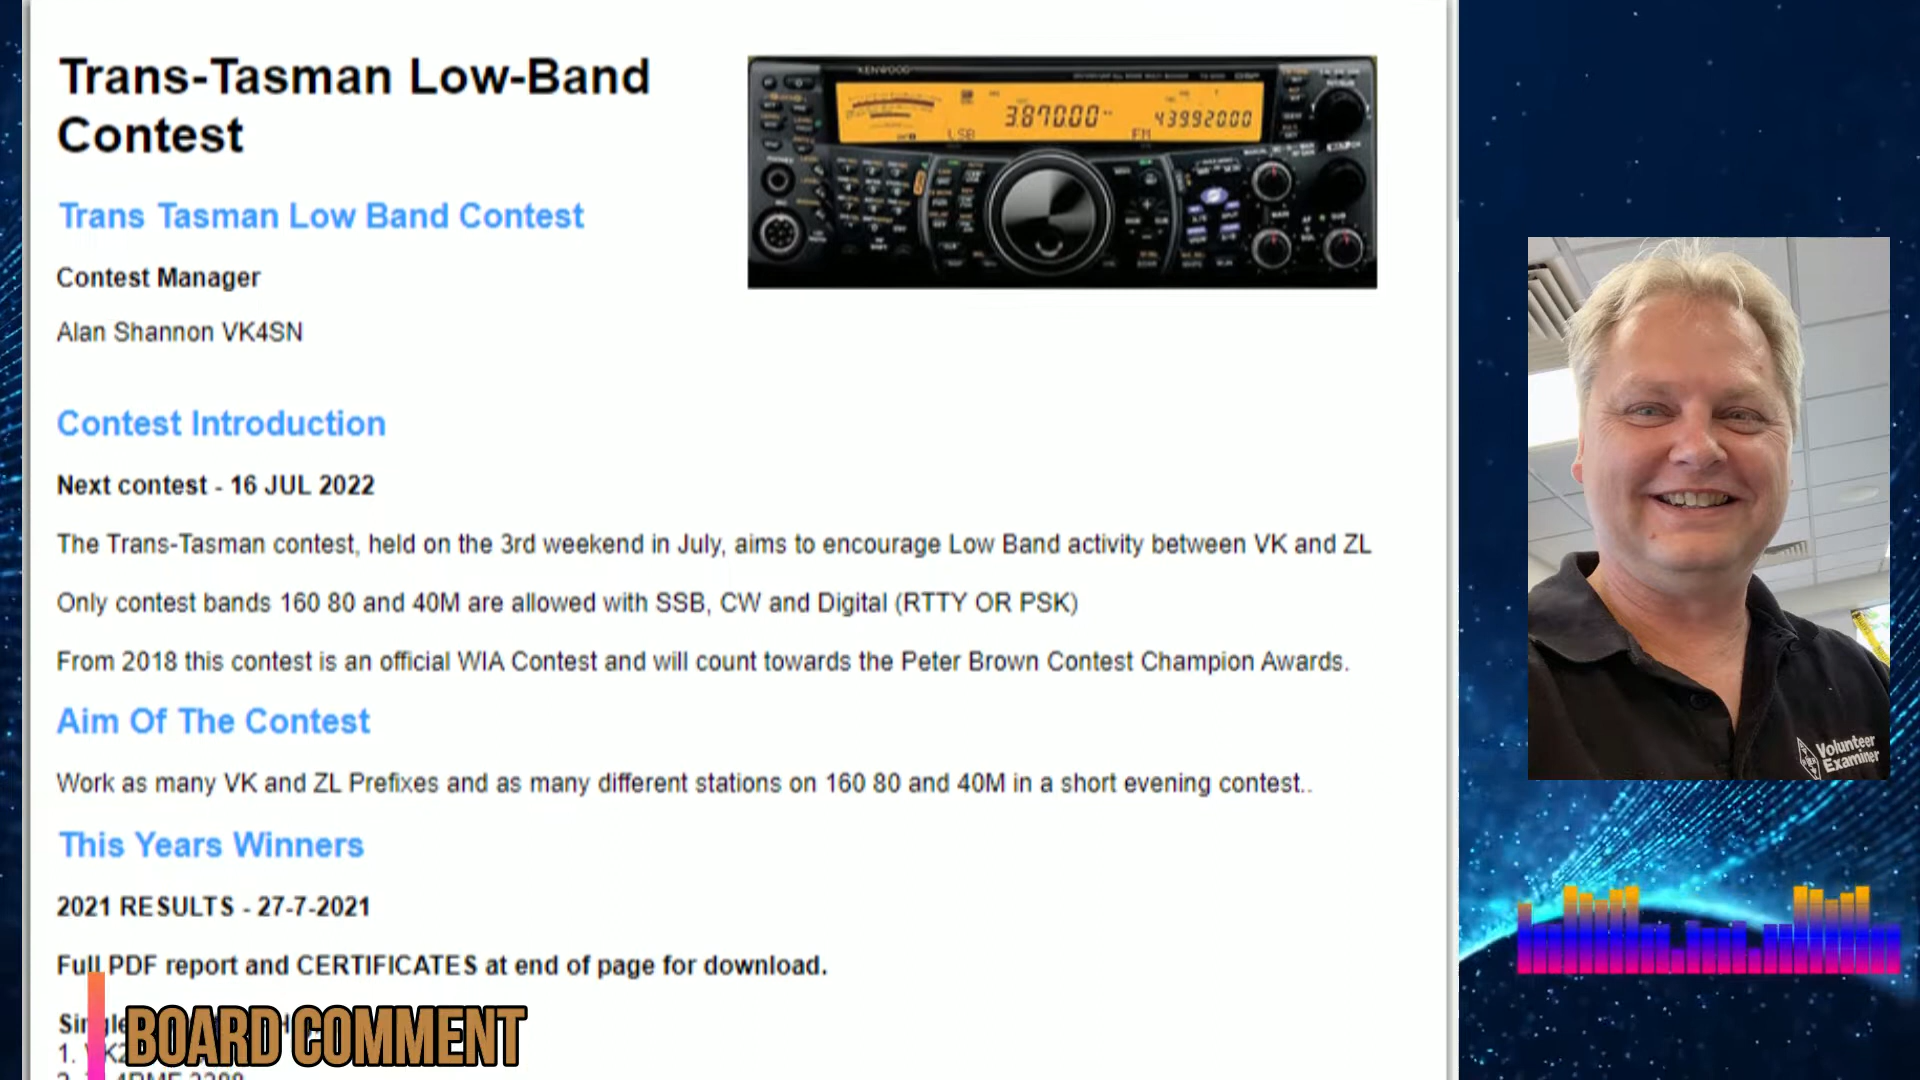 Trans-Tasman Low-Band
Contest
KENWOOD
3.870.00
439.920.00
LSB
FM
Trans Tasman Low Band Contest
Contest Manager
Alan Shannon VK4SN
Contest Introduction
Next contest - 16 JUL 2022
The Trans-Tasman contest, held on the 3rd weekend in July, aims to encourage Low Band activity between VK and ZL
Only contest bands 160 80 and 40M are allowed with SSB, CW and Digital (RTTY OR PSK)
From 2018 this contest is an official WIA Contest and will count towards the Peter Brown Contest Champion Awards.
Aim Of The Contest
Work as many VK and ZL Prefixes and as many different stations on 160 80 and 40M in a short evening contest..
This Years Winners
2021 RESULTS - 27-7-2021
Full PDF report and CERTIFICATES at end of page for download.
BOARD COMMENT
Volunteer
Examiner